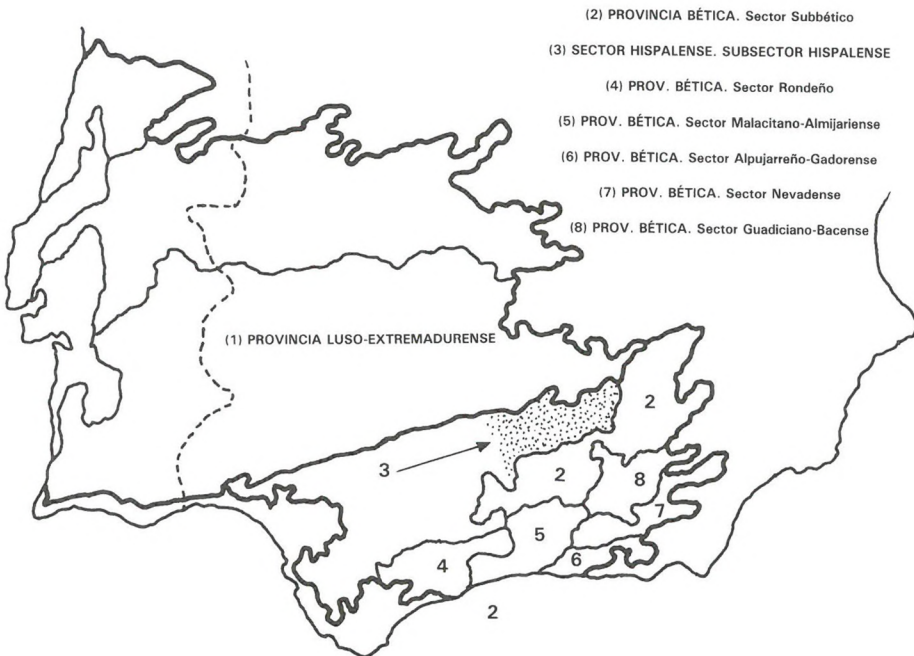 (2) PROVINCIA BÉTICA. Sector Subbético
(3) SECTOR HISPALENSE. SUBSECTOR HISPALENSE
(4) PROV. BÉTICA. Sector Rondeño
(5) PROV. BÉTICA. Sector Malacitano-Almijariense
(6) PROV. BÉTICA. Sector Alpujarreño-Gadorense
(7) PROV. BÉTICA. Sector Nevadense
(8) PROV. BÉTICA. Sector Guadiciano-Bacense
(1) PROVINCIA LUSO-EXTREMADURENSE
2
3
2
8
7
5
4
6
2